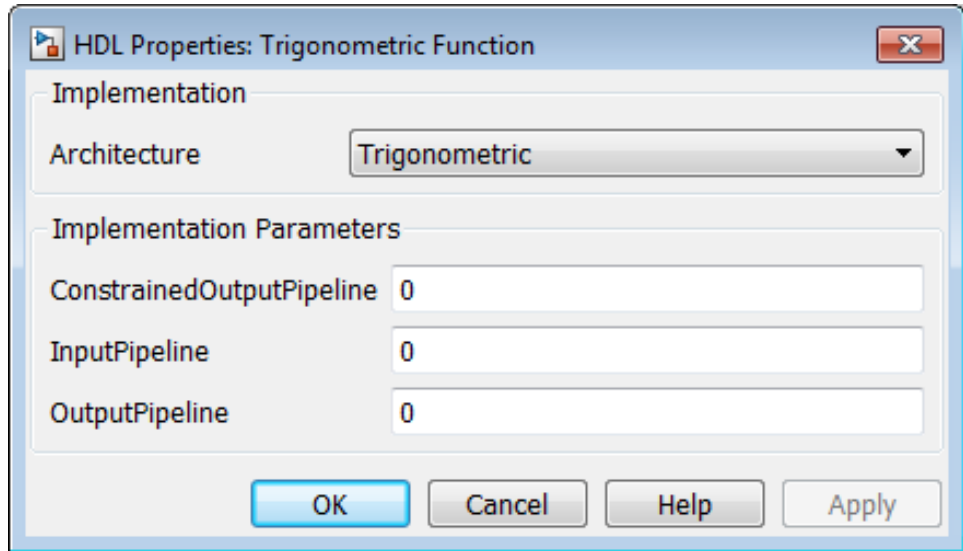 HDL Properties: Trigonometric Function
Implementation
Architecture Trigonometric
Implementation Parameters
ConstrainedOutputPipeline 0
InputPipeline 0
OutputPipeline 0
OK Cancel Help Apply